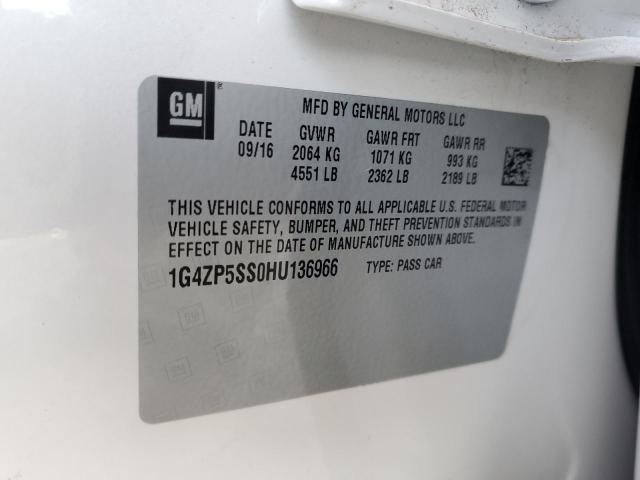 GM
MFD BY GENERAL MOTORS LLC
DATE GVWR GAWR FRT GAWR RR
09/16 2064 KG 1071 KG 993 KG
4551 LB 2362 LB 2189 LB
THIS VEHICLE CONFORMS TO ALL APPLICABLE U.S. FEDERAL MOTOR
VEHICLE SAFETY, BUMPER, AND THEFT PREVENTION STANDARDS IN
EFFECT ON THE DATE OF MANUFACTURE SHOWN ABOVE.
1G4ZP5SS0HU136966 TYPE: PASS CAR